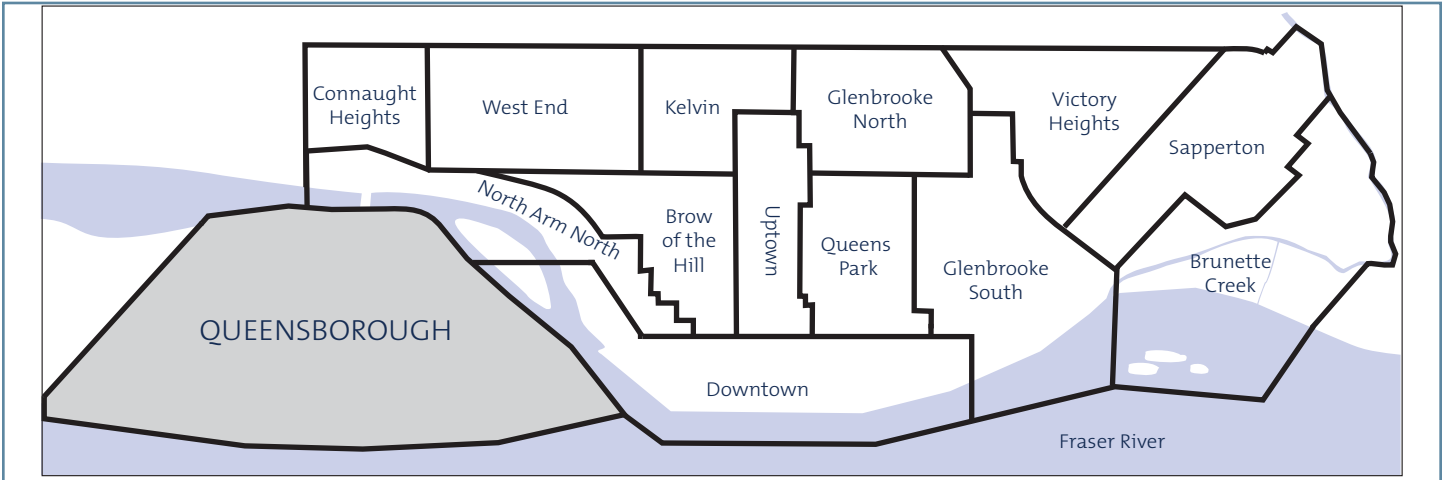 Connaught
Heights
West End
Kelvin
Glenbrooke
North
Victory
Heights
Sapperton
North Arm North
Brow
of the
Hill
Uptown
Queens
Park
Glenbrooke
South
Brunette
Creek
QUEENSBOROUGH
Downtown
Fraser River